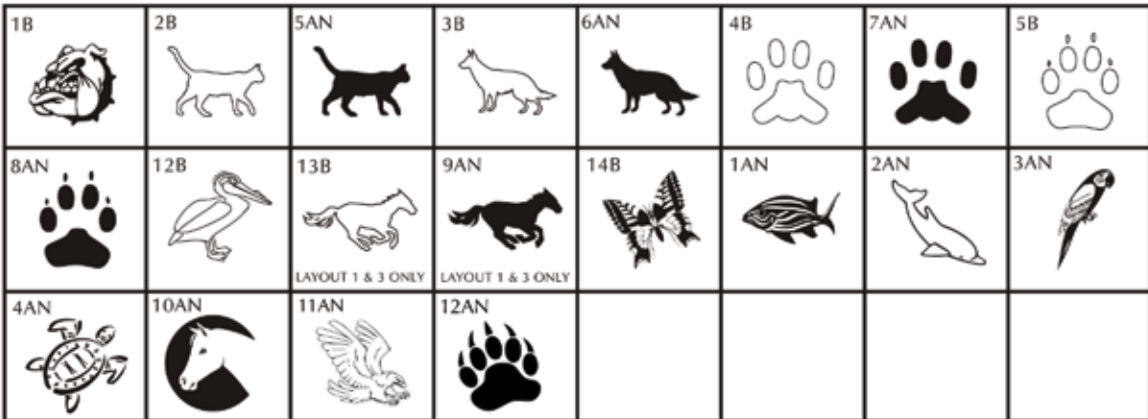 1B
2B
5AN
3B
6AN
4B
7AN
5B
8AN
12B
13B
9AN
14B
1AN
2AN
3AN
LAYOUT 1 & 3 ONLY
LAYOUT 1 & 3 ONLY
4AN
10AN
11AN
12AN